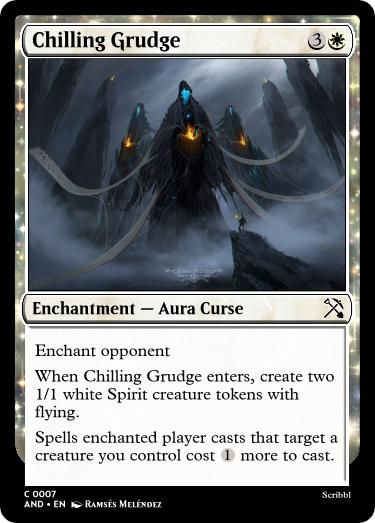 Chilling Grudge 3
Enchantment — Aura Curse
Enchant opponent
When Chilling Grudge enters, create two
1/1 white Spirit creature tokens with
flying.
Spells enchanted player casts that target a
creature you control cost 1 more to cast.
C 0007
AND • EN Ramsés Meléndez
Scribbl